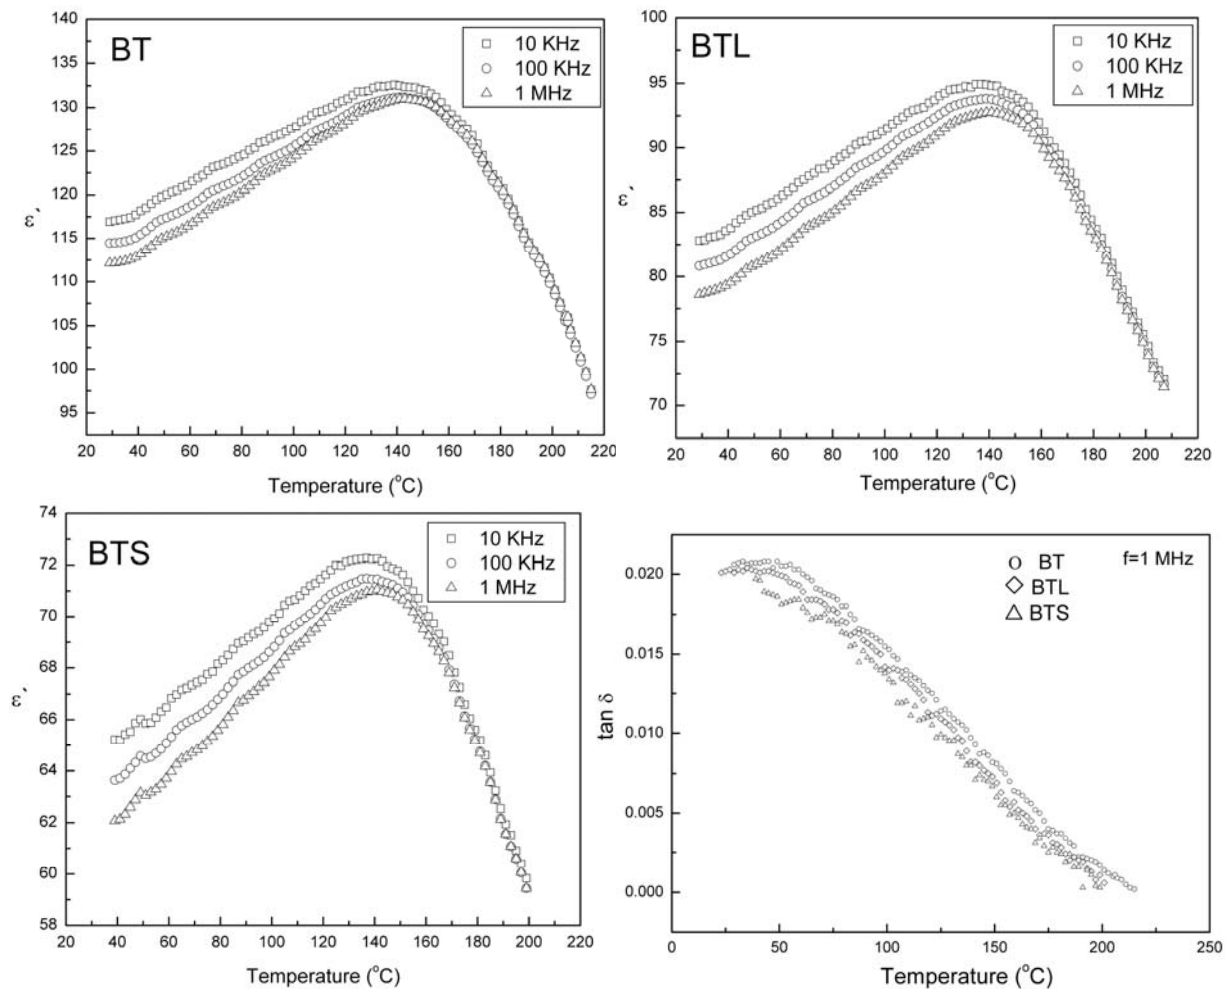 BT
10 KHz
100 KHz
1 MHz
140
135
130
125
120
115
110
105
100
95
ε´
20 40 60 80 100 120 140 160 180 200 220
Temperature (°C)
BTL
10 KHz
100 KHz
1 MHz
100
95
90
85
80
75
70
ε´
20 40 60 80 100 120 140 160 180 200 220
Temperature (°C)
BTS
10 KHz
100 KHz
1 MHz
74
72
70
68
66
64
62
60
58
ε´
20 40 60 80 100 120 140 160 180 200 220
Temperature (°C)
BT
BTL
BTS
f=1 MHz
0.020
0.015
0.010
0.005
0.000
tan δ
0 50 100 150 200 250
Temperature (°C)